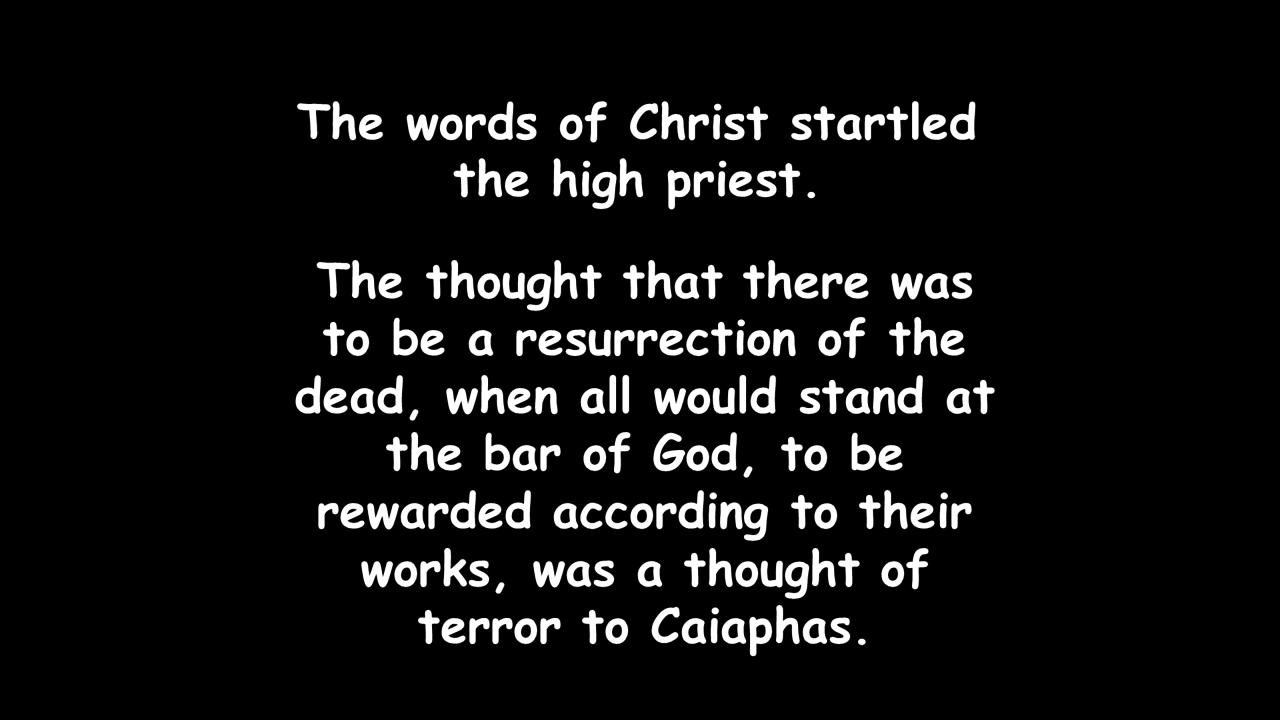 The words of Christ startled
the high priest.
The thought that there was
to be a resurrection of the
dead, when all would stand at
the bar of God, to be
rewarded according to their
works, was a thought of
terror to Caiaphas.